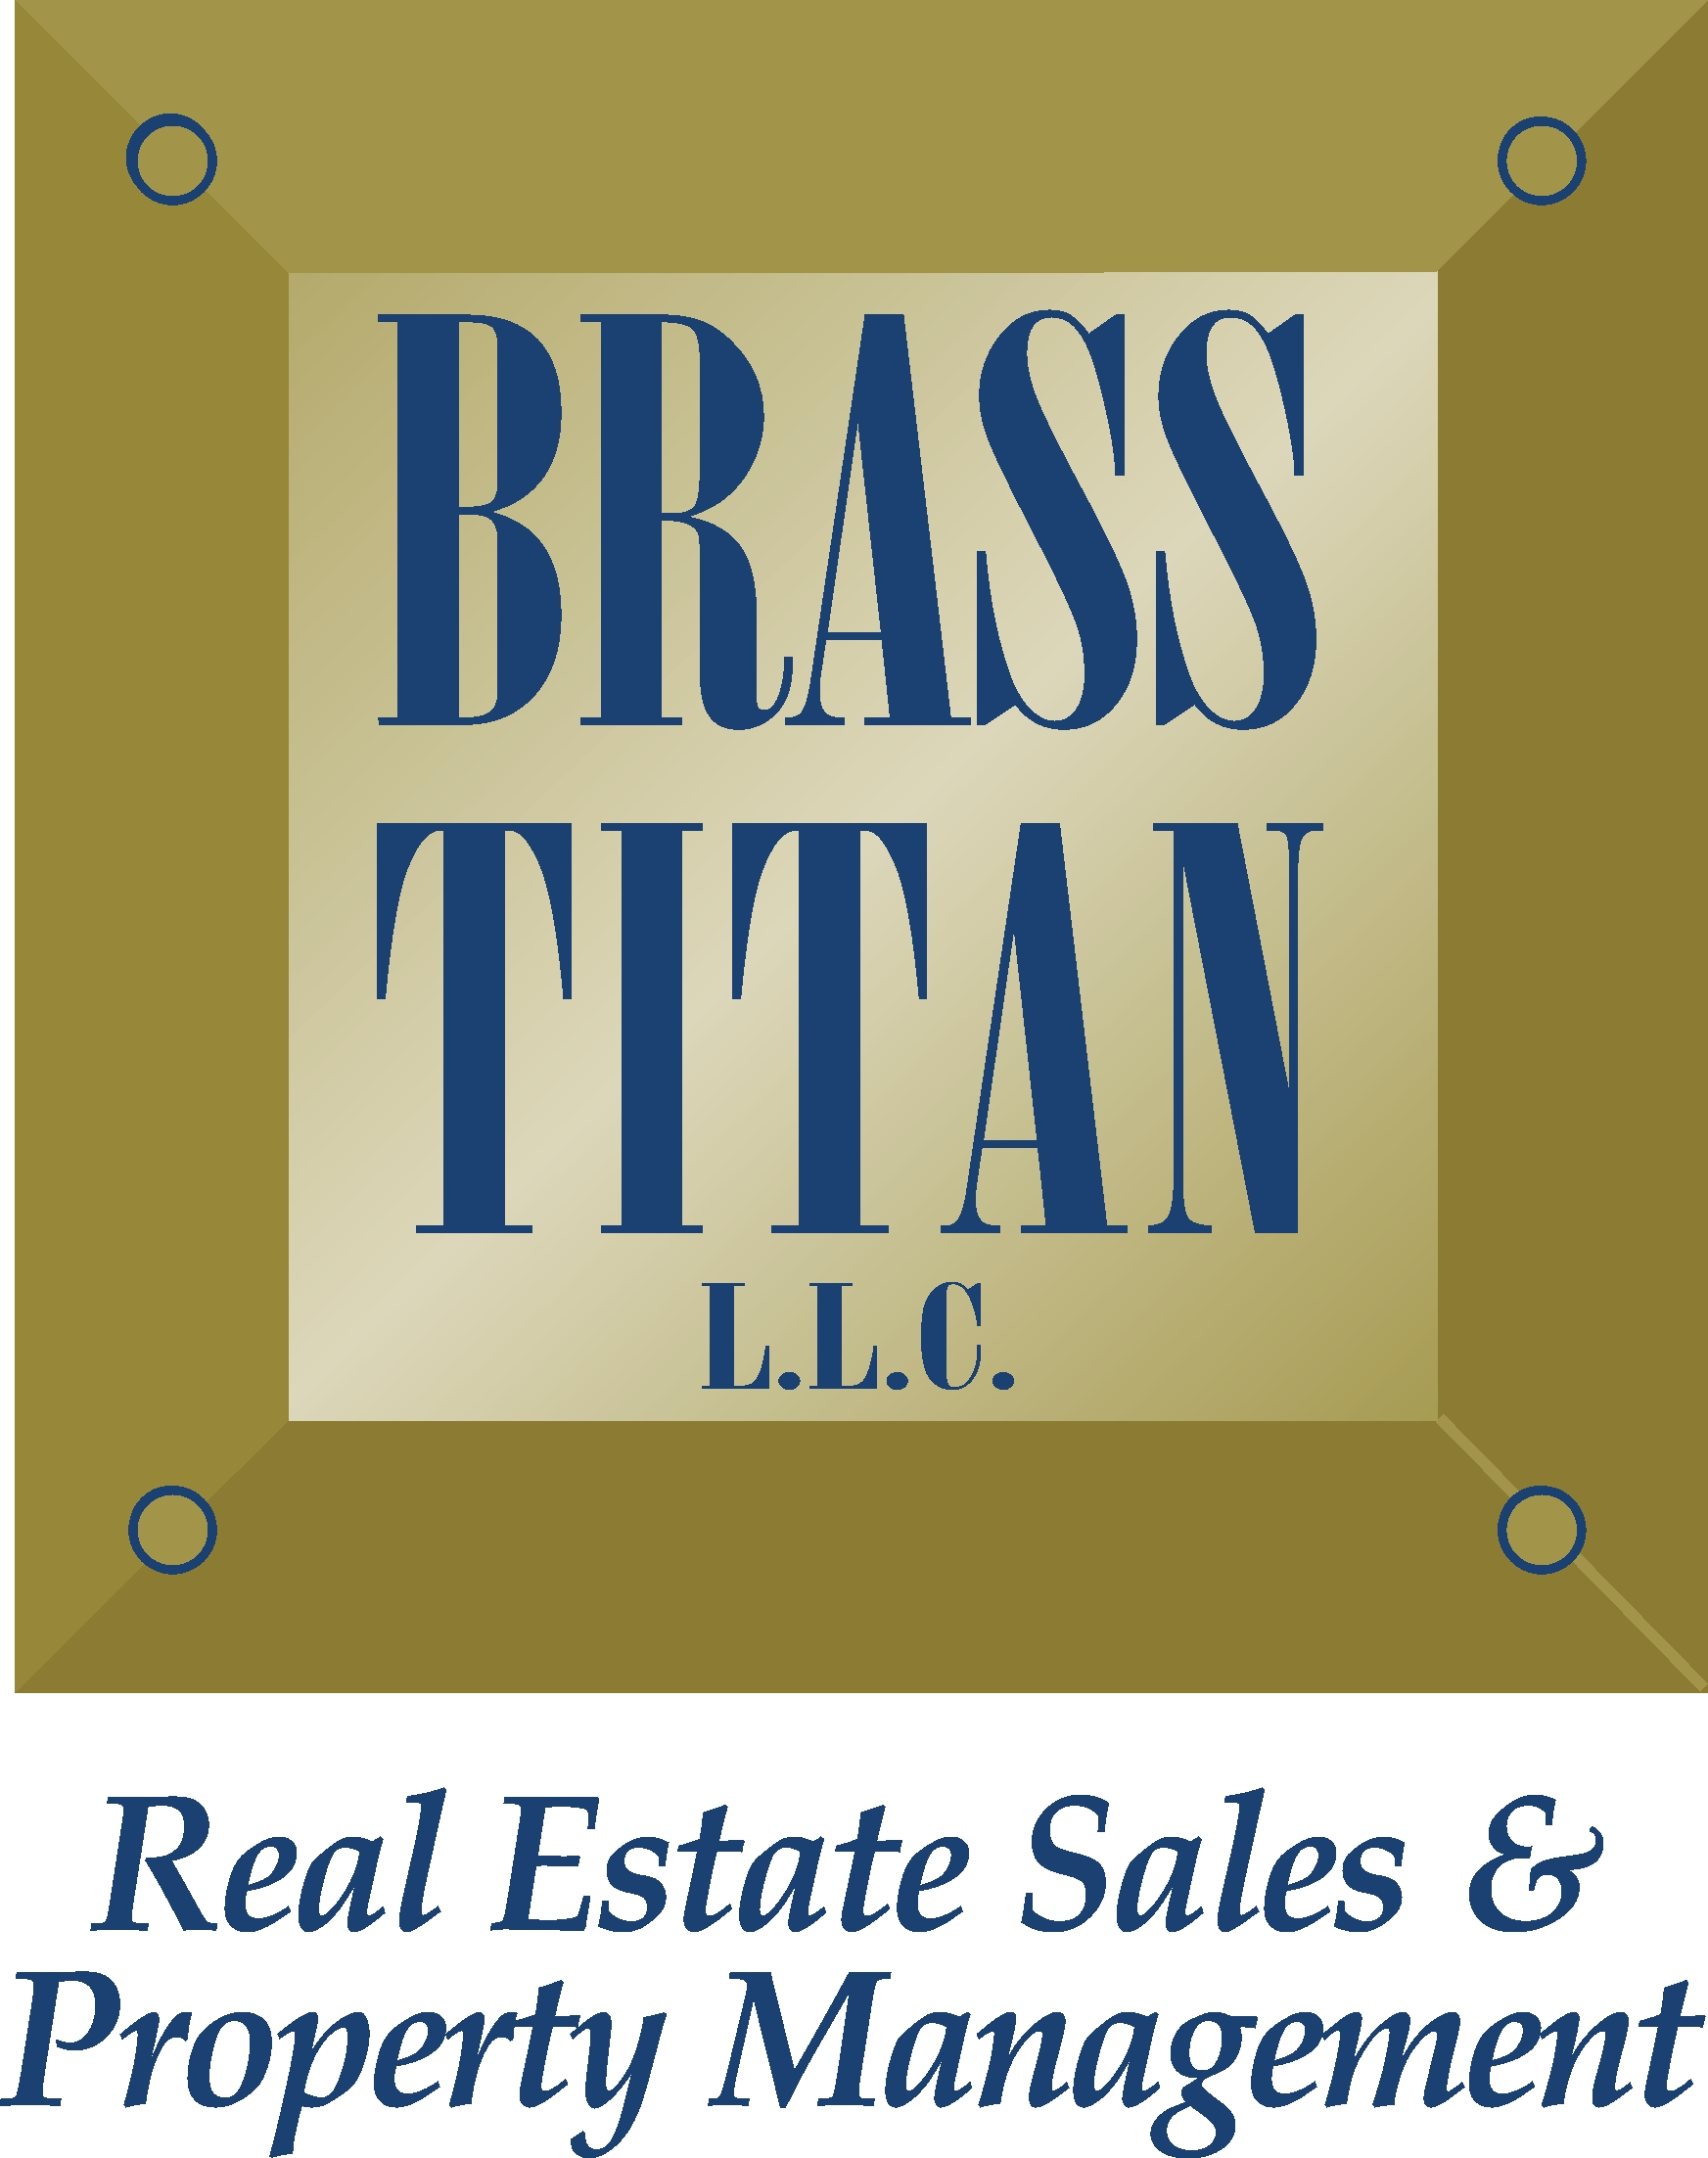 BRASS
TITAN
L.L.C.
Real Estate Sales &
Property Management